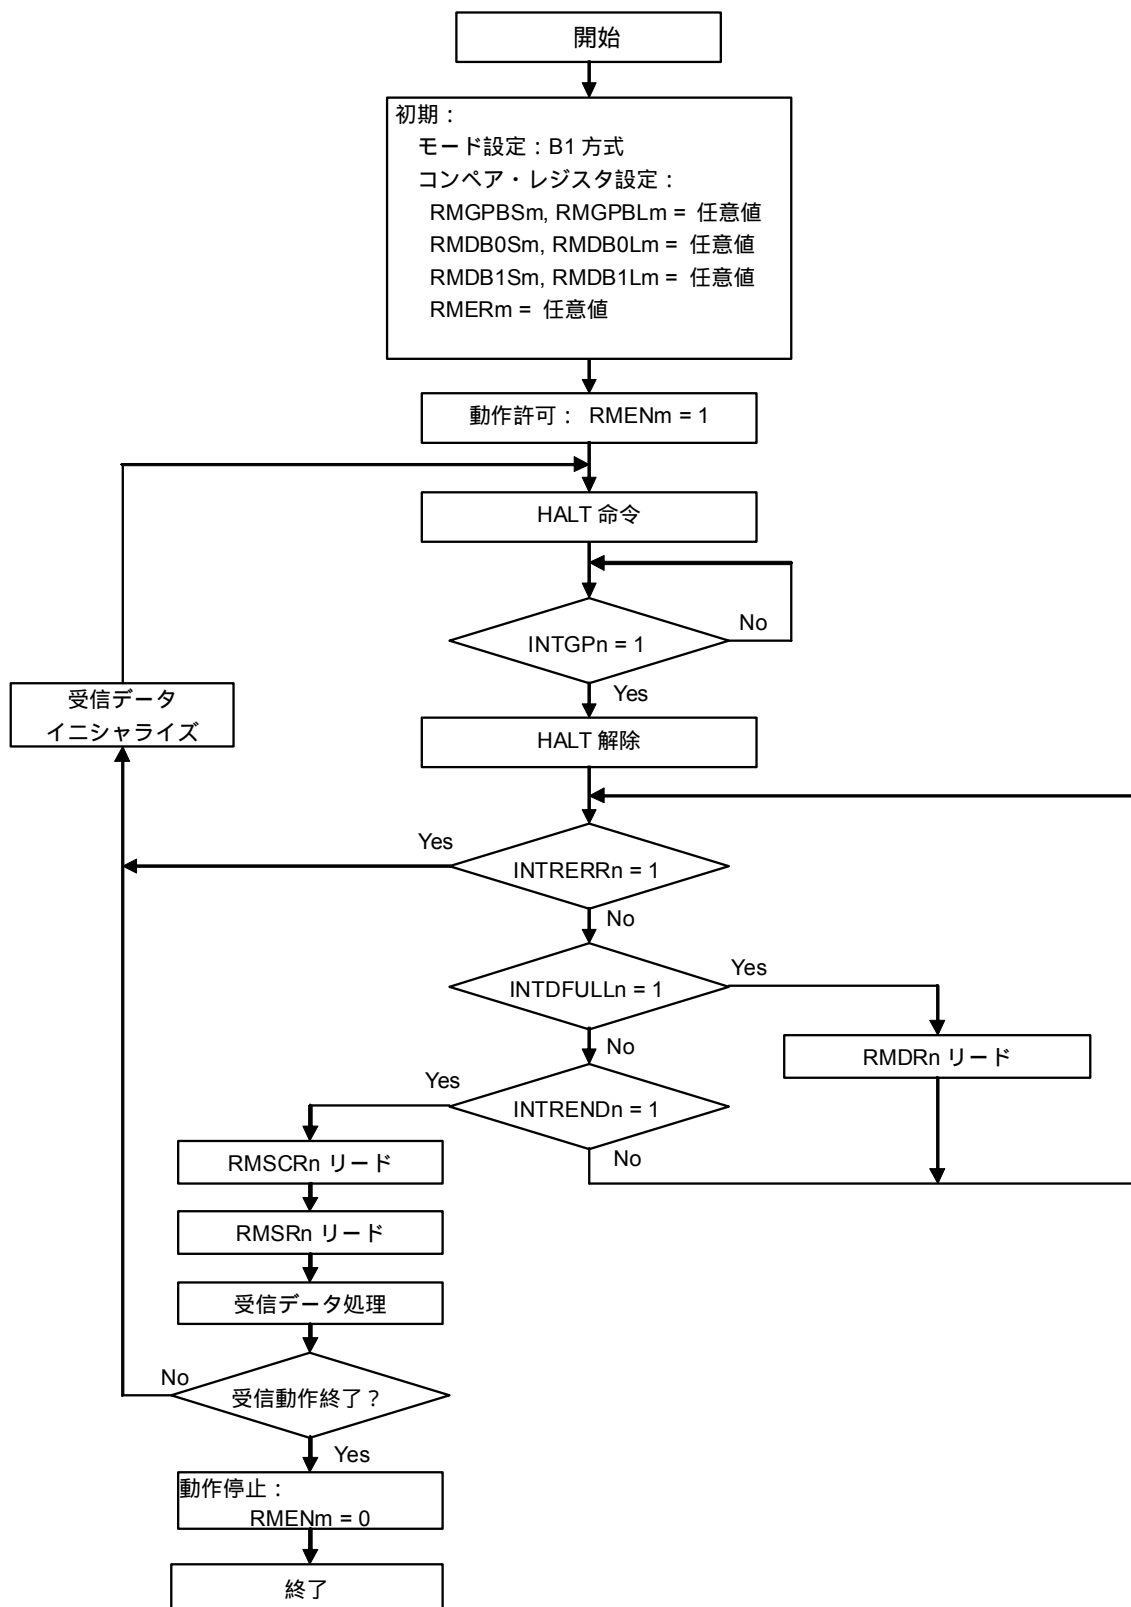 開始
初期：
モード設定：B1 方式
コンペア・レジスタ設定：
RMGPBSm, RMGPBLm = 任意値
RMDB0Sm, RMDB0Lm = 任意値
RMDB1Sm, RMDB1Lm = 任意値
RMERm = 任意値
動作許可： RMENm = 1
HALT 命令
INTGPn = 1
No
Yes
受信データ
イニシャライズ
HALT 解除
Yes
INTRERRn = 1
No
INTDFULLn = 1
Yes
No
RMDRn リード
Yes
INTRENDn = 1
No
RMSCRn リード
RMSRn リード
受信データ処理
No
受信動作終了？
Yes
動作停止：
RMENm = 0
終了